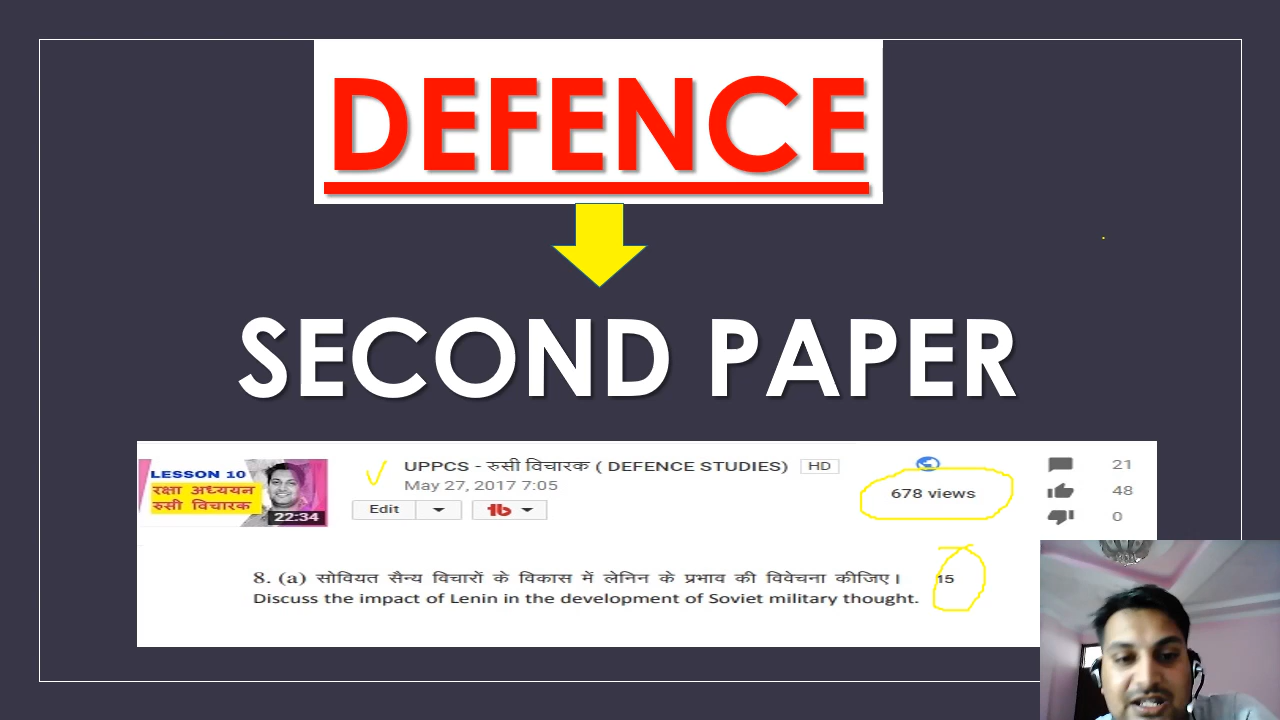 DEFENCE
SECOND PAPER
LESSON 10
रक्षा अध्ययन
रुसी विचारक
22:34
UPPCS - रुसी विचारक ( DEFENCE STUDIES) HD
May 27, 2017 7:05
Edit
678 views
21
48
0
8. (a) सोवियत सैन्य विचारों के विकास में लेनिन के प्रभाव की विवेचना कीजिए। 15
Discuss the impact of Lenin in the development of Soviet military thought.